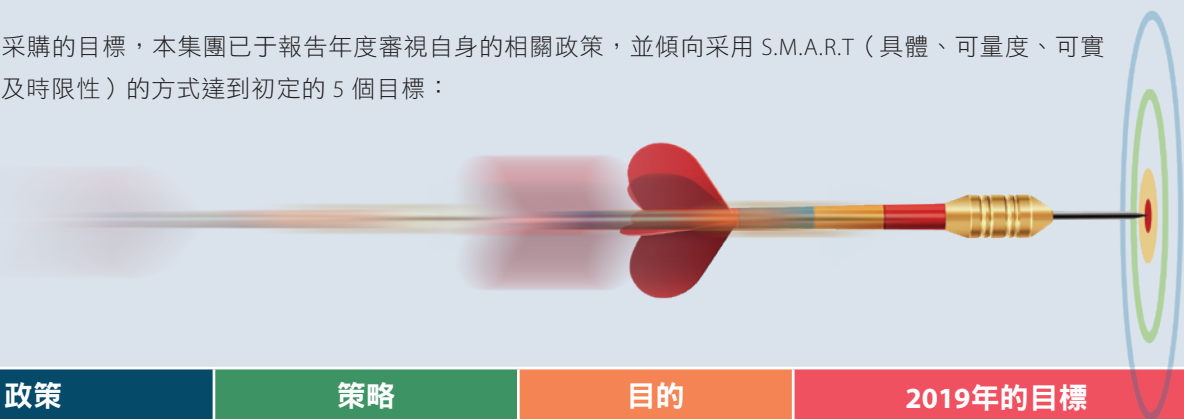 采購的目標，本集團已于報告年度審視自身的相關政策，並傾向采用 S.M.A.R.T（具體、可量度、可實
及時限性）的方式達到初定的 5 個目標：
政策
策略
目的
2019年的目標